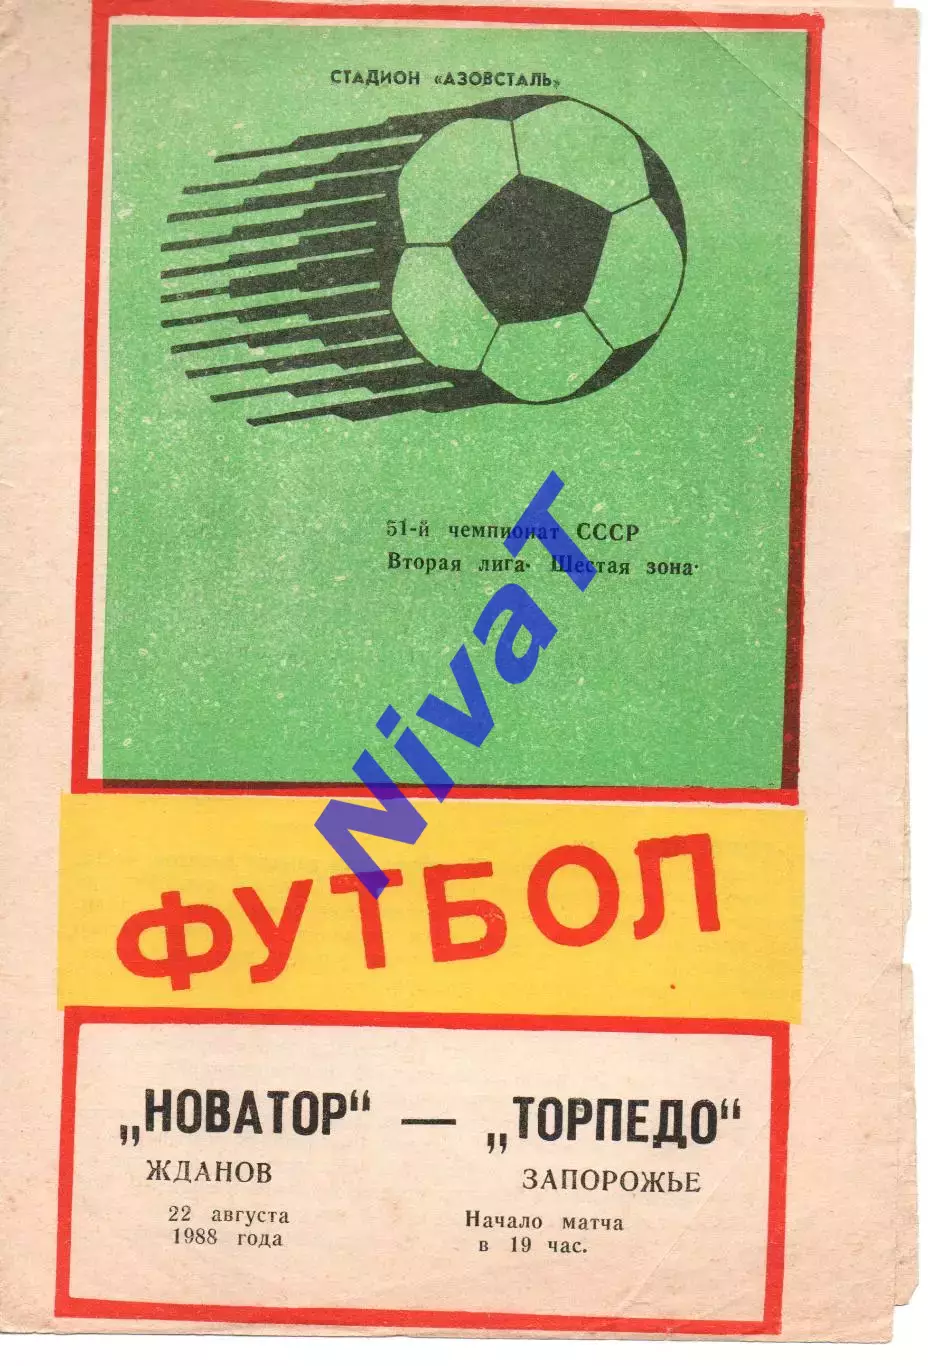 СТАДИОН «АЗОВСТАЛЬ»
51-й чемпионат СССР
Вторая лига. Шестая зона.
NivaT
ФУТБОЛ
„НОВАТОР“ — „ТОРПЕДО“
ЖДАНОВ ЗАПОРОЖЬЕ
22 августа Начало матча
1988 года в 19 час.